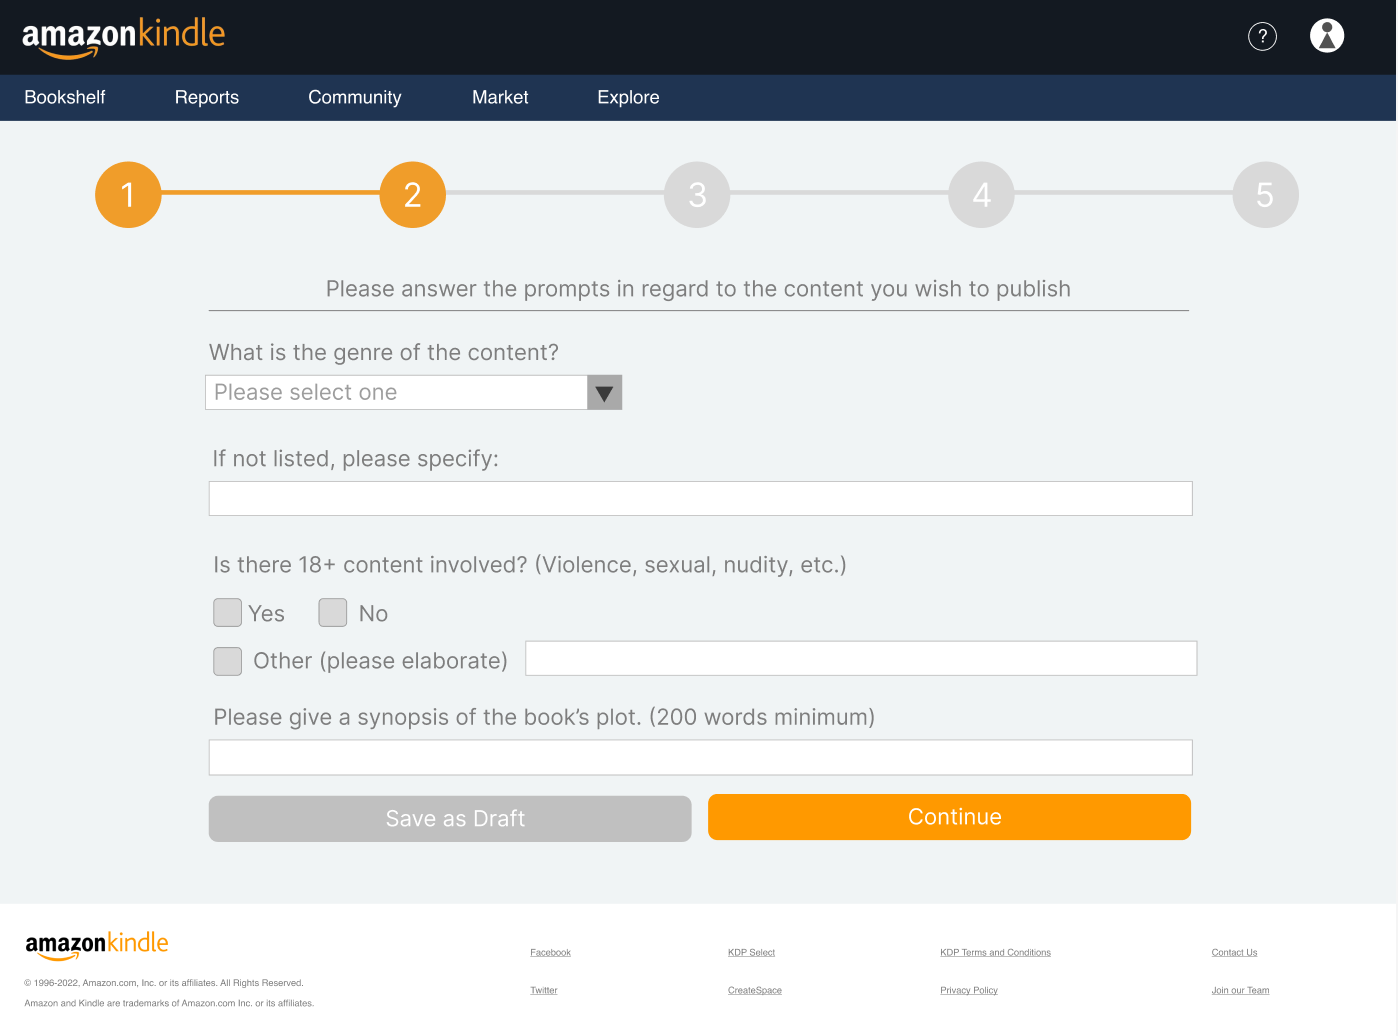 amazonkindle
?
Bookshelf Reports Community Market Explore
1 2 3 4 5
Please answer the prompts in regard to the content you wish to publish
What is the genre of the content?
Please select one
If not listed, please specify:
Is there 18+ content involved? (Violence, sexual, nudity, etc.)
Yes No
Other (please elaborate)
Please give a synopsis of the book’s plot. (200 words minimum)
Save as Draft Continue
amazonkindle
© 1996-2022, Amazon.com, Inc. or its affiliates. All Rights Reserved.
Amazon and Kindle are trademarks of Amazon.com Inc. or its affiliates.
Facebook KDP Select KDP Terms and Conditions Contact Us
Twitter CreateSpace Privacy Policy Join our Team